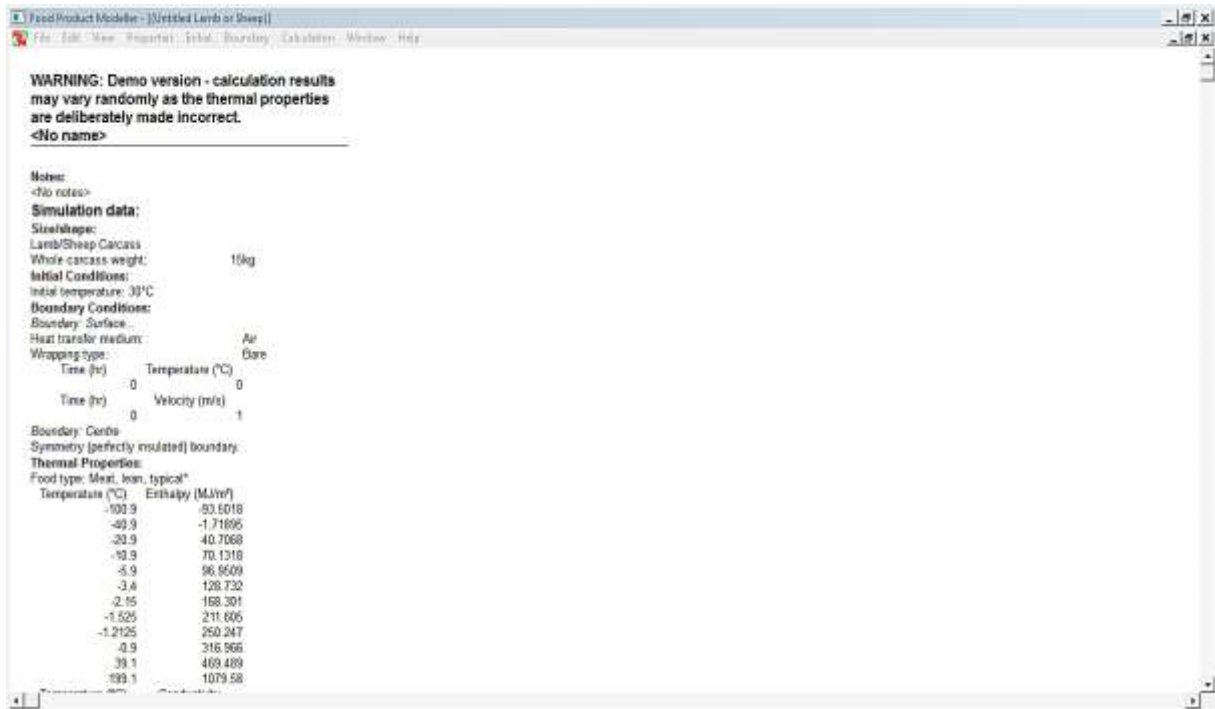 Food Product Modeller - [(Untitled Lamb or Sheep)]
File Edit View Properties Initial Boundary Calculation Window Help
WARNING: Demo version - calculation results
may vary randomly as the thermal properties
are deliberately made incorrect.
<No name>
Notes:
<No notes>
Simulation data:
Size/shape:
Lamb/Sheep Carcass
Whole carcass weight: 15kg
Initial Conditions:
Initial temperature: 30°C
Boundary Conditions:
Boundary: Surface...
Heat transfer medium: Air
Wrapping type: Bare
Time (hr) Temperature (°C)
0 0
Time (hr) Velocity (m/s)
0 1
Boundary: Centre
Symmetry (perfectly insulated) boundary.
Thermal Properties:
Food type: Meat, lean, typical*
Temperature (°C) Enthalpy (MJ/m³)
-100.9 -93.5018
-40.9 -1.71895
-20.9 40.7068
-10.9 70.1318
-5.9 96.9509
-3.4 128.732
-2.15 168.301
-1.525 211.605
-1.2125 250.247
-0.9 316.966
39.1 469.489
199.1 1079.58